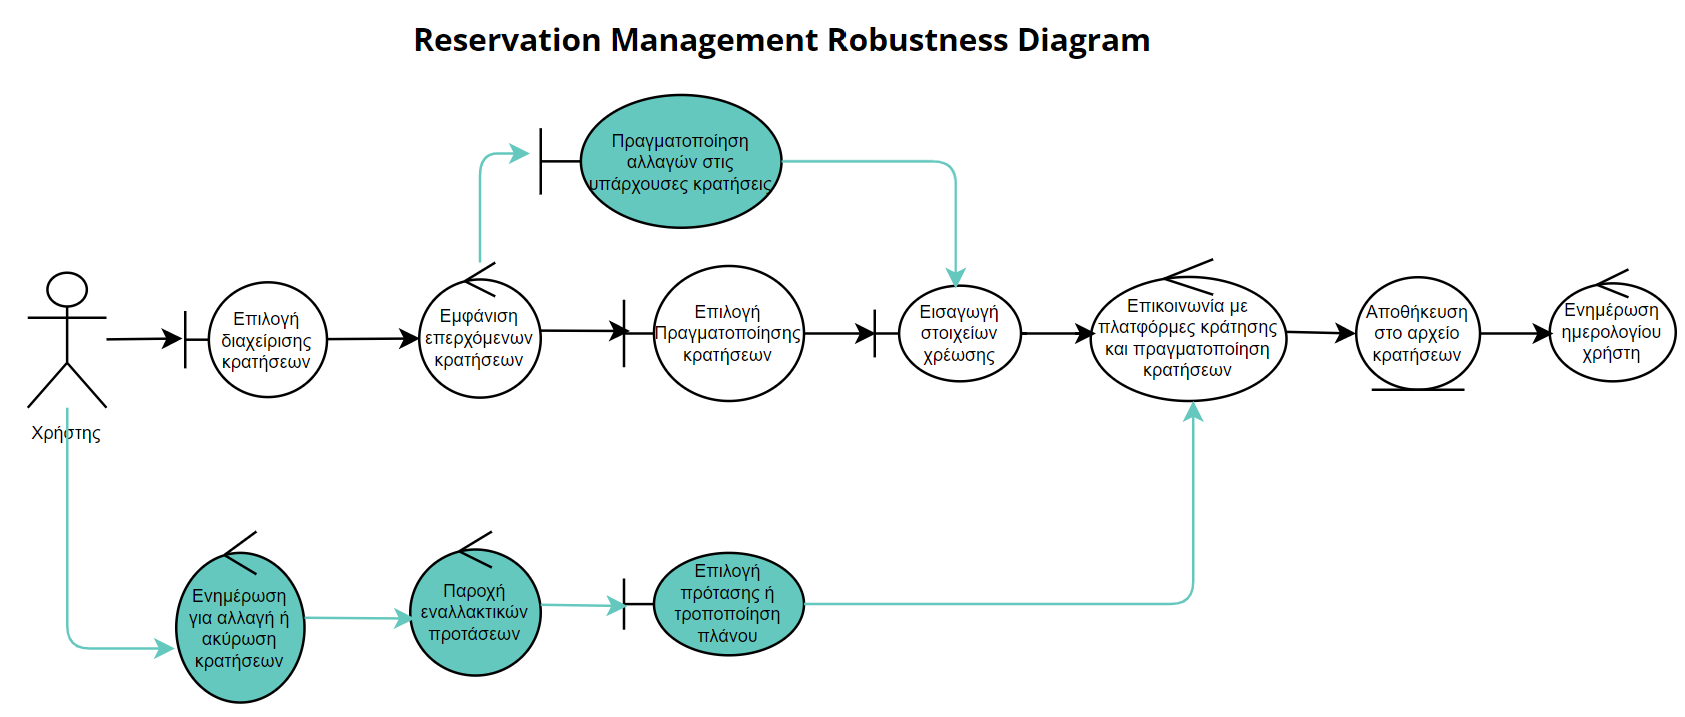 Reservation Management Robustness Diagram
Πραγματοποίηση
αλλαγών στις
υπάρχουσες κρατήσεις
Χρήστης
Επιλογή
διαχείρισης
κρατήσεων
Εμφάνιση
επερχόμενων
κρατήσεων
Επιλογή
Πραγματοποίησης
κρατήσεων
Εισαγωγή
στοιχείων
χρέωσης
Επικοινωνία με
πλατφόρμες κράτησης
και πραγματοποίηση
κρατήσεων
Αποθήκευση
στο αρχείο
κρατήσεων
Ενημέρωση
ημερολογίου
χρήστη
Ενημέρωση
για αλλαγή ή
ακύρωση
κρατήσεων
Παροχή
εναλλακτικών
προτάσεων
Επιλογή
πρότασης ή
τροποποίηση
πλάνου